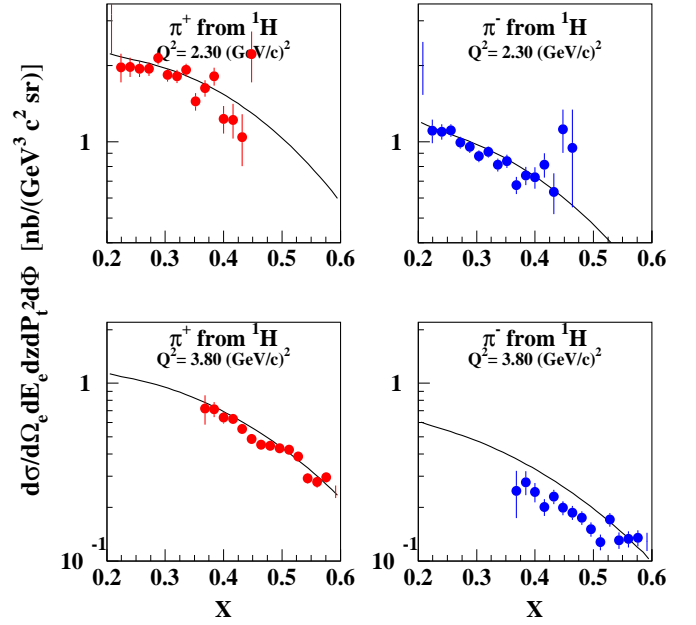 dσ/dΩ_e dE_e dzdP_t²dΦ [nb/(GeV³ c² sr)]
π⁺ from ¹H
Q²= 2.30 (GeV/c)²
1
0.2 0.3 0.4 0.5 0.6
π⁻ from ¹H
Q²= 2.30 (GeV/c)²
1
0.2 0.3 0.4 0.5 0.6
π⁺ from ¹H
Q²= 3.80 (GeV/c)²
1
10⁻¹
0.2 0.3 0.4 0.5 0.6
X
π⁻ from ¹H
Q²= 3.80 (GeV/c)²
1
10⁻¹
0.2 0.3 0.4 0.5 0.6
X